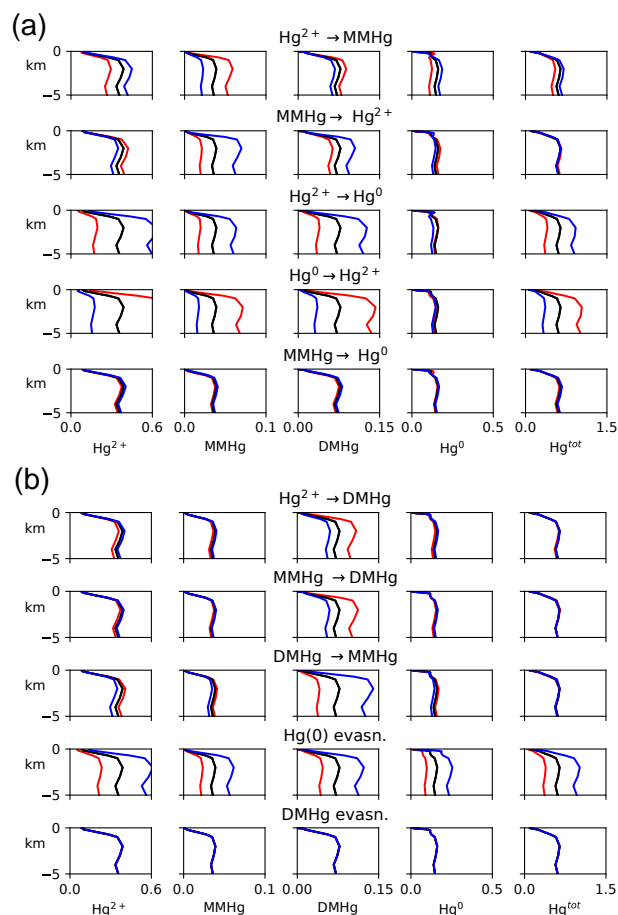 (a)
Hg²⁺ → MMHg
0
km
−5
MMHg → Hg²⁺
0
km
−5
Hg²⁺ → Hg⁰
0
km
−5
Hg⁰ → Hg²⁺
0
km
−5
MMHg → Hg⁰
0
km
−5
0.0 0.6 0.0 0.1 0.00 0.15 0.0 0.5 0.0 1.5
Hg²⁺ MMHg DMHg Hg⁰ Hgᵗᵒᵗ
(b)
Hg²⁺ → DMHg
0
km
−5
MMHg → DMHg
0
km
−5
DMHg → MMHg
0
km
−5
Hg(0) evasn.
0
km
−5
DMHg evasn.
0
km
−5
0.0 0.6 0.0 0.1 0.00 0.15 0.0 0.5 0.0 1.5
Hg²⁺ MMHg DMHg Hg⁰ Hgᵗᵒᵗ